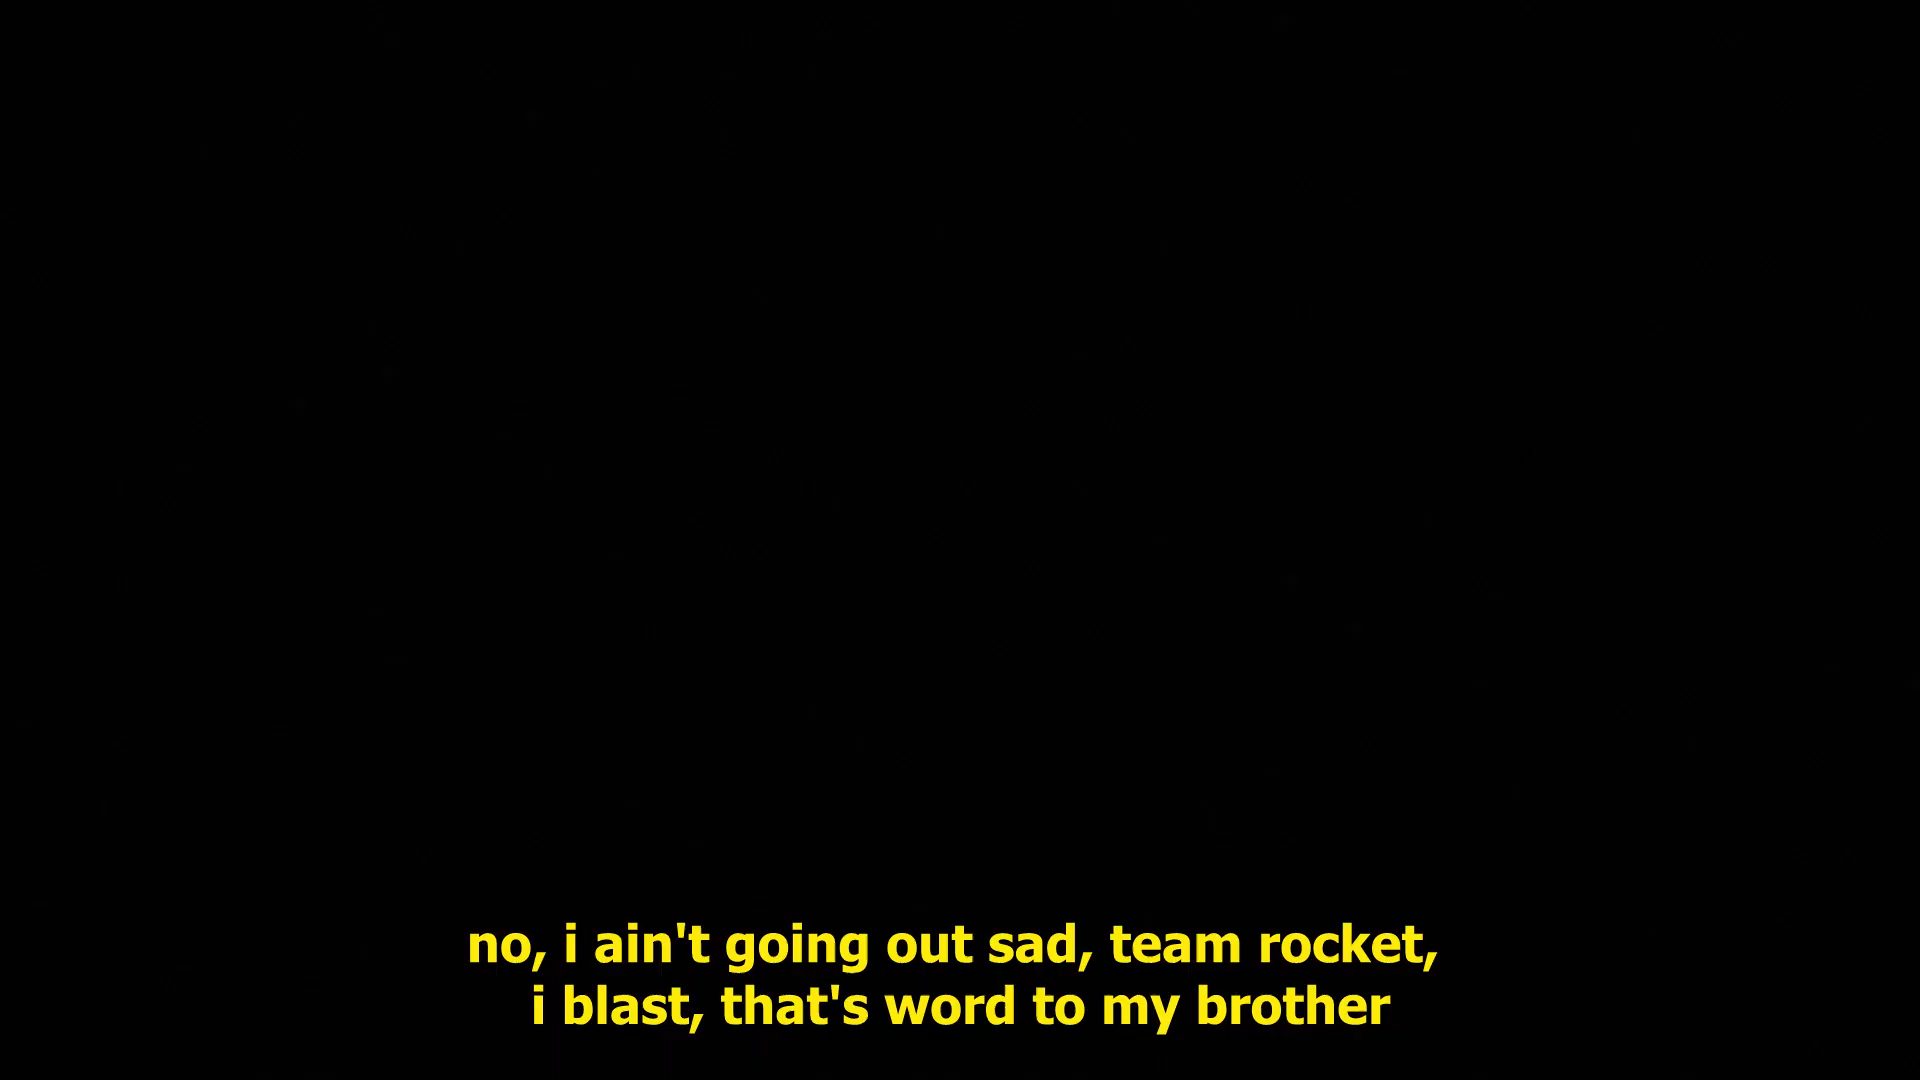 no, i ain't going out sad, team rocket,
i blast, that's word to my brother